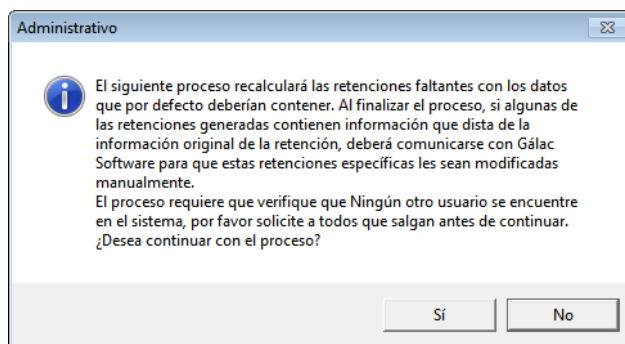 Administrativo
El siguiente proceso recalculará las retenciones faltantes con los datos
que por defecto deberían contener. Al finalizar el proceso, si algunas de
las retenciones generadas contienen información que dista de la
información original de la retención, deberá comunicarse con Gálac
Software para que estas retenciones específicas les sean modificadas
manualmente.
El proceso requiere que verifique que Ningún otro usuario se encuentre
en el sistema, por favor solicite a todos que salgan antes de continuar.
¿Desea continuar con el proceso?
Sí No